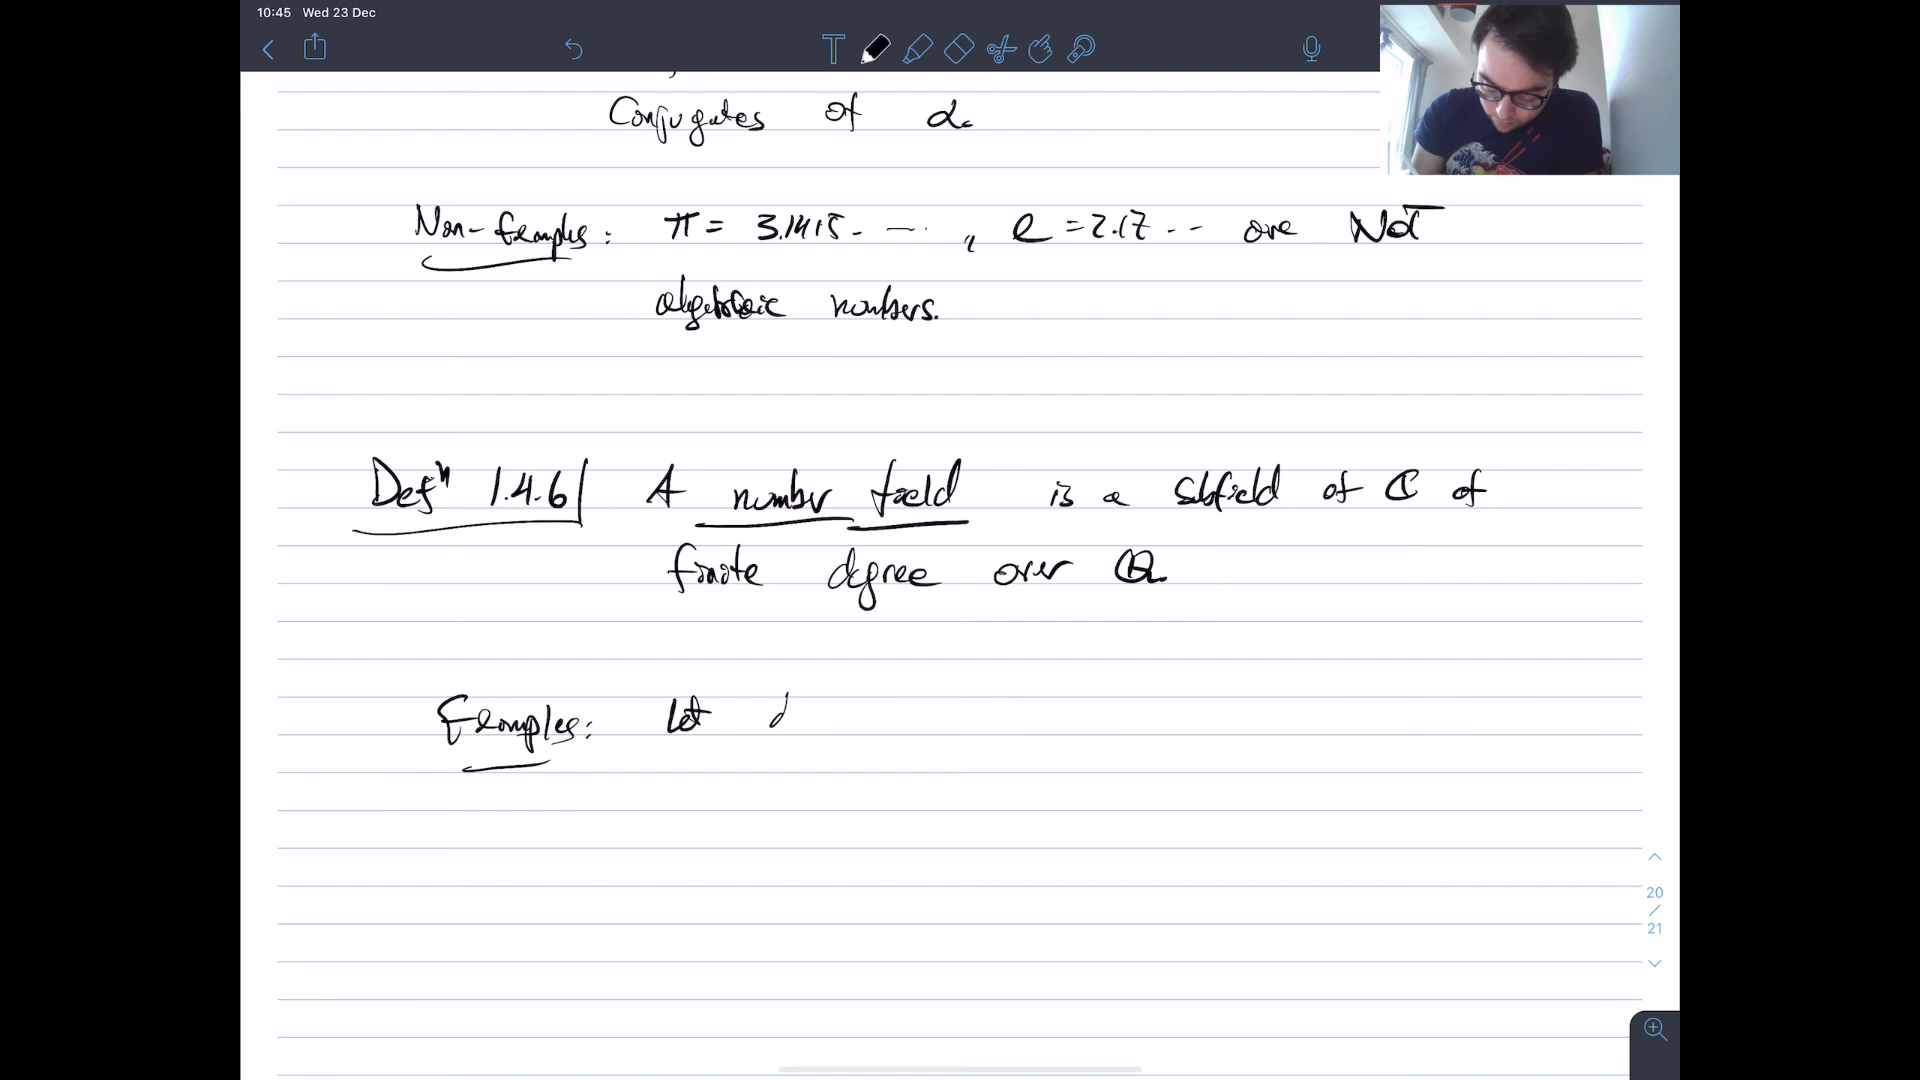 10:45 Wed 23 Dec
Conjugates of α.
Non-Examples: π = 3.1415. ..., e = 2.17 .. are NOT
algebraic numbers.
Defⁿ 1.4.6 A number field is a subfield of ℂ of
finite degree over ℚ.
Examples: Let d
20
/
21